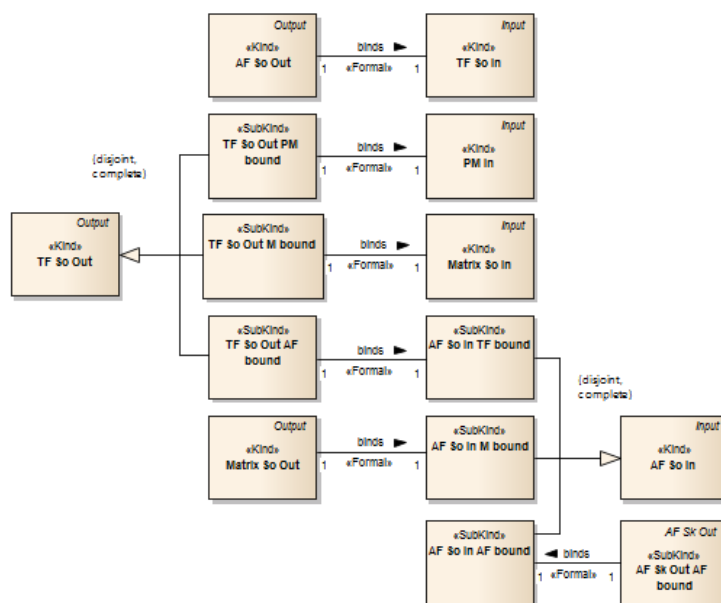 Output
«Kind»
AF $o Out
binds
1 «Formal» 1
Input
«Kind»
TF $o In
«SubKind»
TF $o Out PM
bound
binds
1 «Formal» 1
Input
«Kind»
PM In
{disjoint,
complete}
Output
«Kind»
TF $o Out
«SubKind»
TF $o Out M bound
binds
1 «Formal» 1
Input
«Kind»
Matrix $o In
«SubKind»
TF $o Out AF
bound
binds
1 «Formal» 1
«SubKind»
AF $o In TF bound
{disjoint,
complete}
Output
«Kind»
Matrix $o Out
binds
1 «Formal» 1
«SubKind»
AF $o In M bound
Input
«Kind»
AF $o In
«SubKind»
AF $o In AF bound
binds
1 «Formal» 1
AF $k Out
«SubKind»
AF $k Out AF
bound